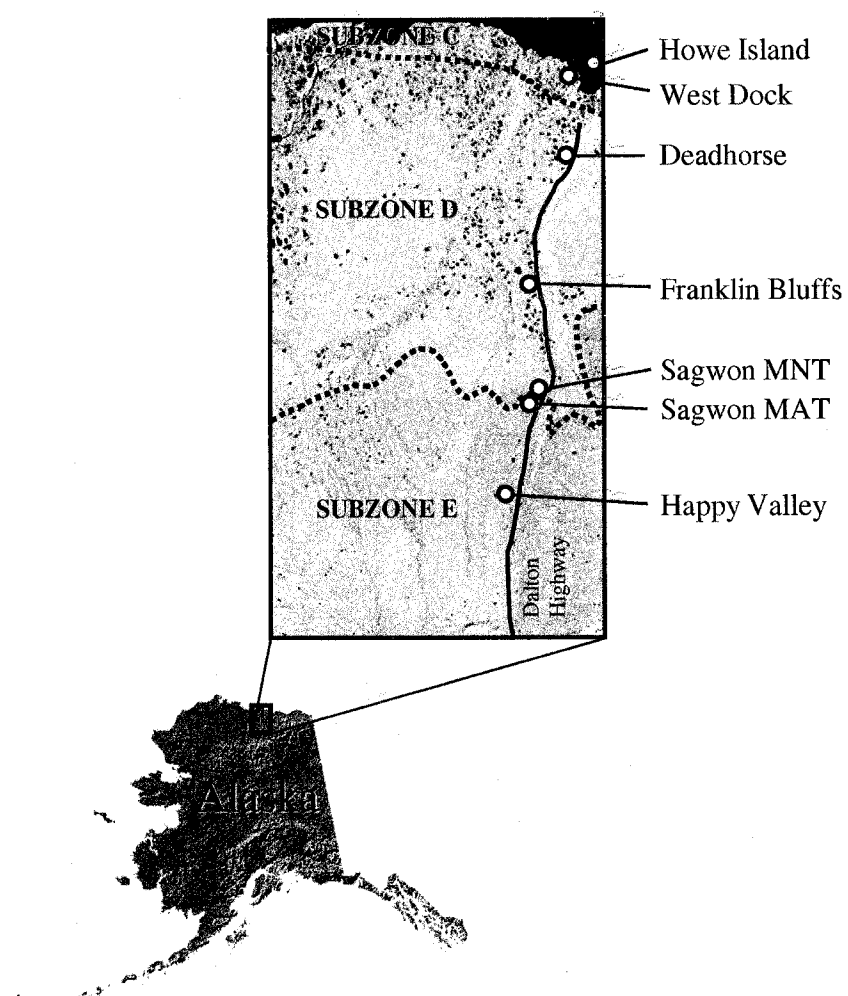 SUBZONE C
Howe Island
West Dock
Deadhorse
SUBZONE D
Franklin Bluffs
Sagwon MNT
Sagwon MAT
SUBZONE E
Happy Valley
Dalton
Highway
Alaska